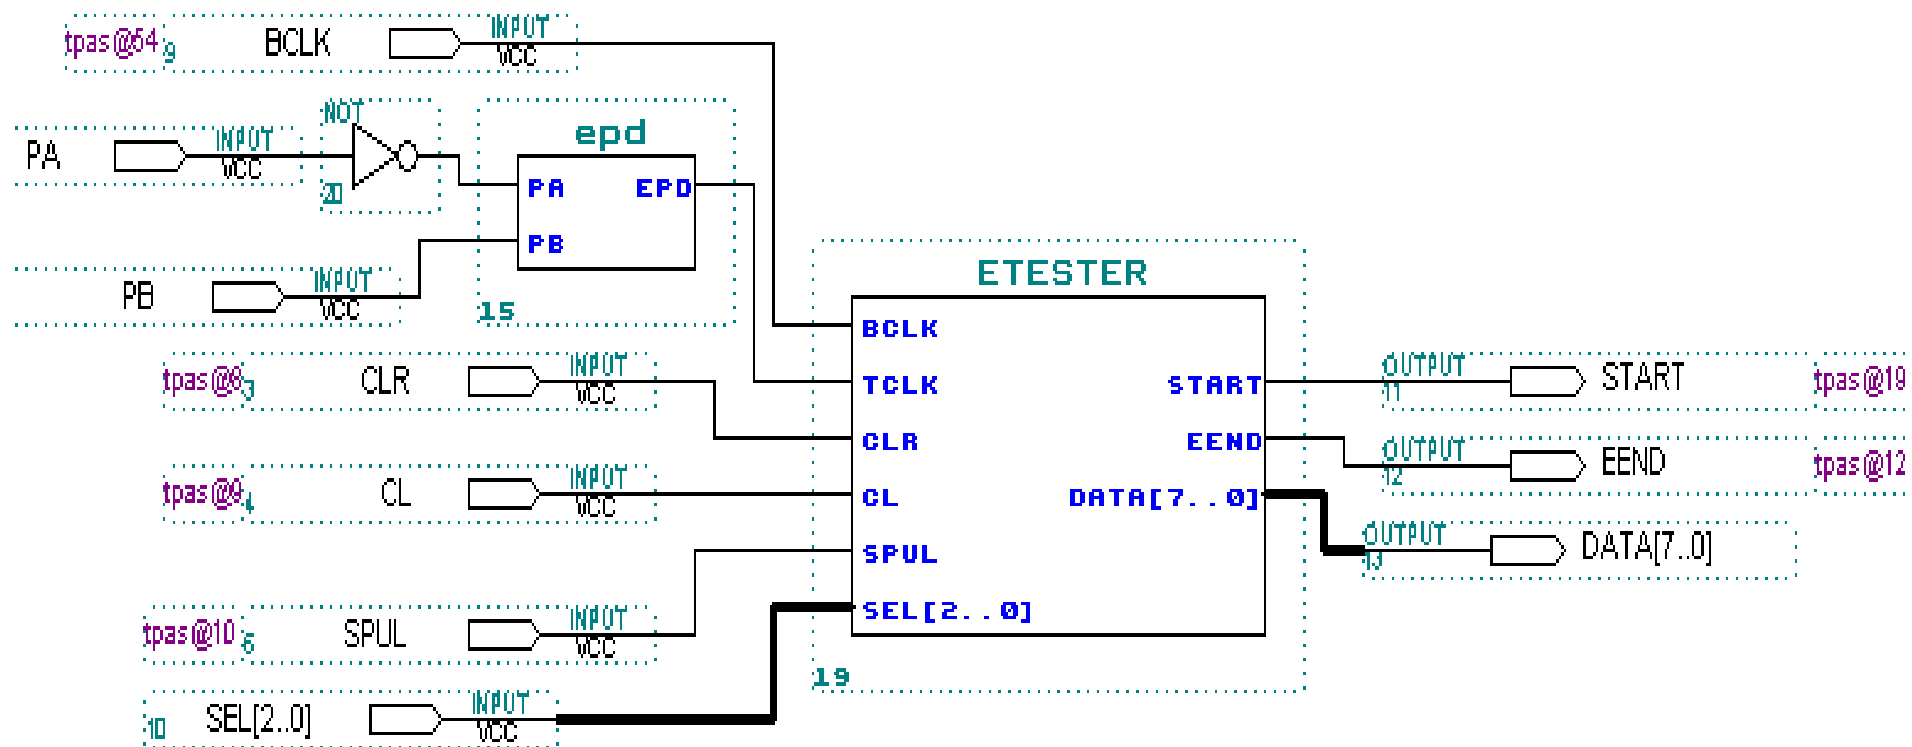 tpas@54 9 BCLK INPUT VCC
PA INPUT VCC
NOT 20
epd
PA EPD
PB
15
PB INPUT VCC
ETESTER
BCLK
TCLK START
CLR EEND
CL DATA[7..0]
SPUL
SEL[2..0]
19
tpas@8 3 CLR INPUT VCC
tpas@9 4 CL INPUT VCC
tpas@10 6 SPUL INPUT VCC
10 SEL[2..0] INPUT VCC
OUTPUT 11 START tpas@19
OUTPUT 12 EEND tpas@12
OUTPUT 13 DATA[7..0]